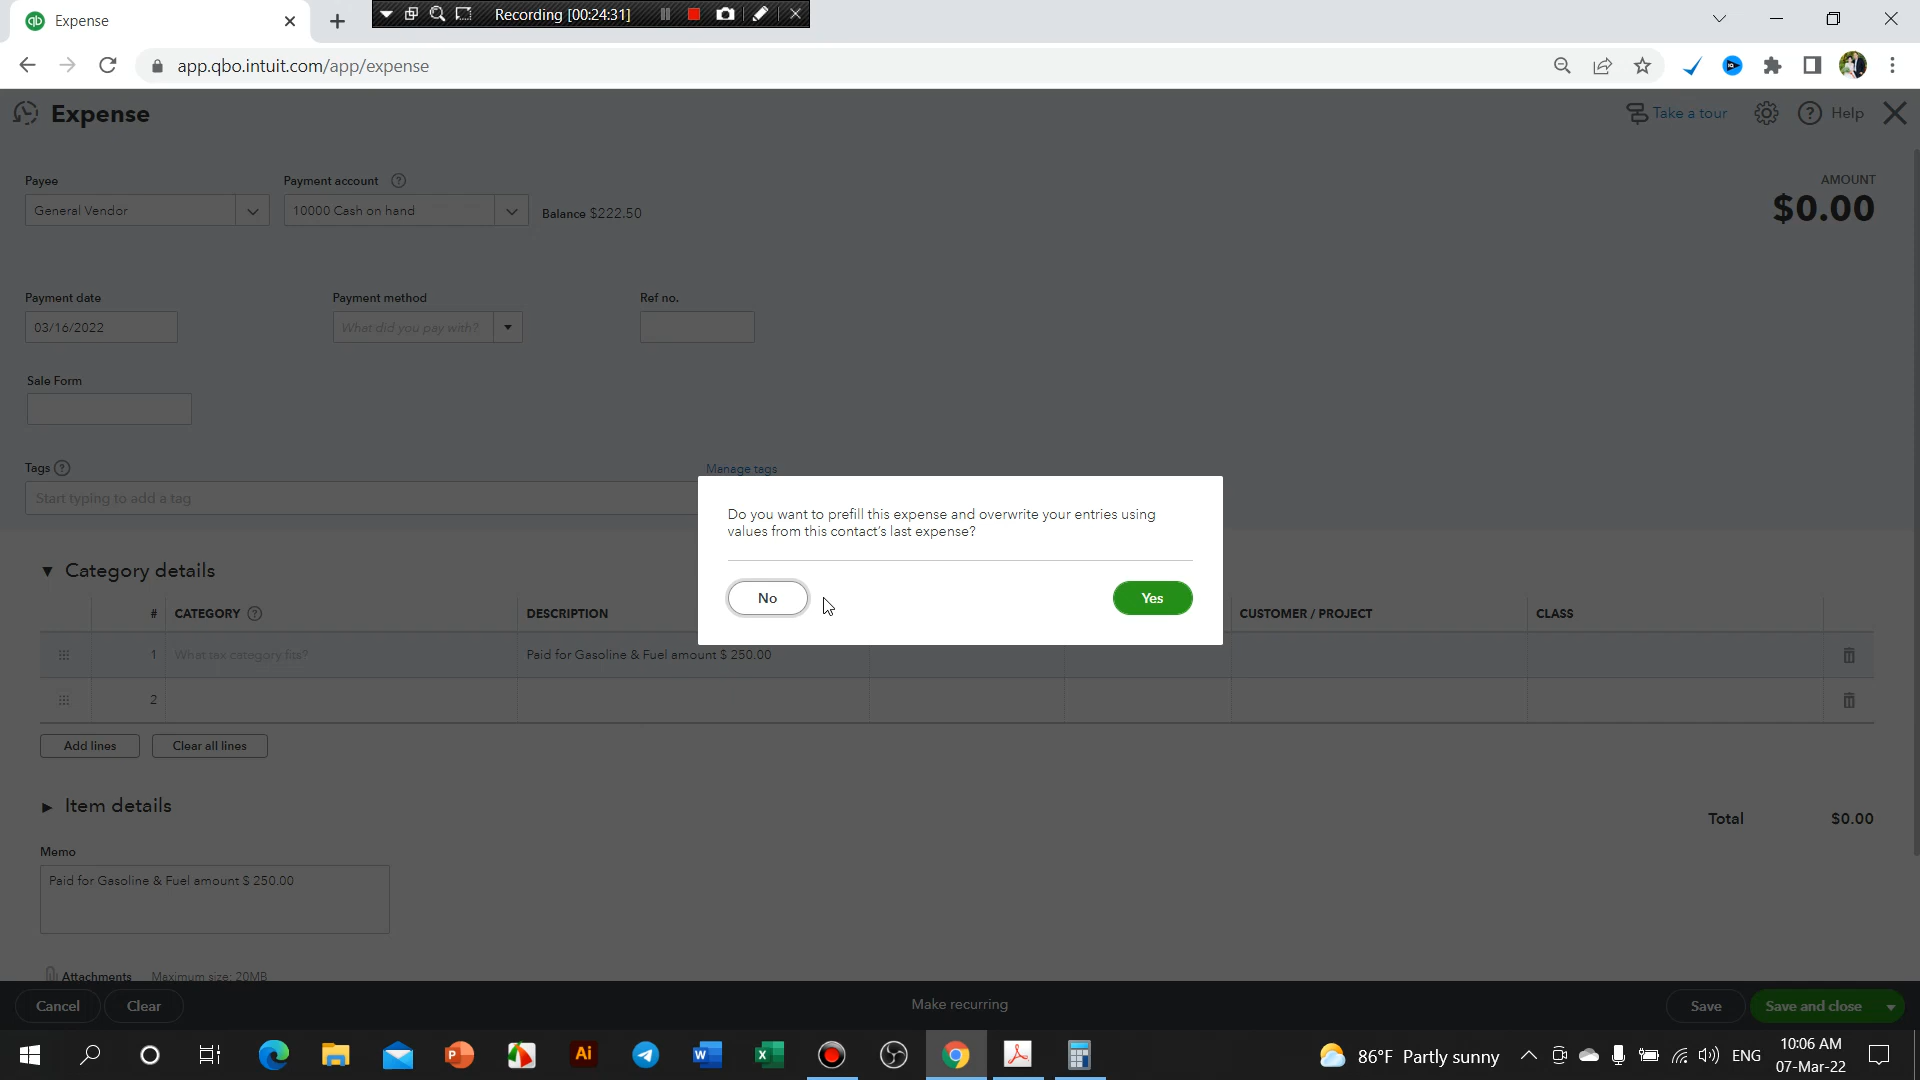 Expense
Recording [00:24:31]
app.qbo.intuit.com/app/expense
Expense
Take a tour
Help
Payee
Payment account
AMOUNT
General Vendor
10000 Cash on hand
Balance $222.50
$0.00
Payment date
Payment method
Ref no.
03/16/2022
What did you pay with?
Sale Form
Tags
Manage tags
Start typing to add a tag
Do you want to prefill this expense and overwrite your entries using
values from this contact's last expense?
No
Yes
Category details
# CATEGORY DESCRIPTION CUSTOMER / PROJECT CLASS
1 What tax category fits? Paid for Gasoline & Fuel amount $ 250.00
2
Add lines
Clear all lines
Item details
Total $0.00
Memo
Paid for Gasoline & Fuel amount $ 250.00
Attachments Maximum size: 20MB
Cancel
Clear
Make recurring
Save
Save and close
86°F Partly sunny
ENG
10:06 AM
07-Mar-22